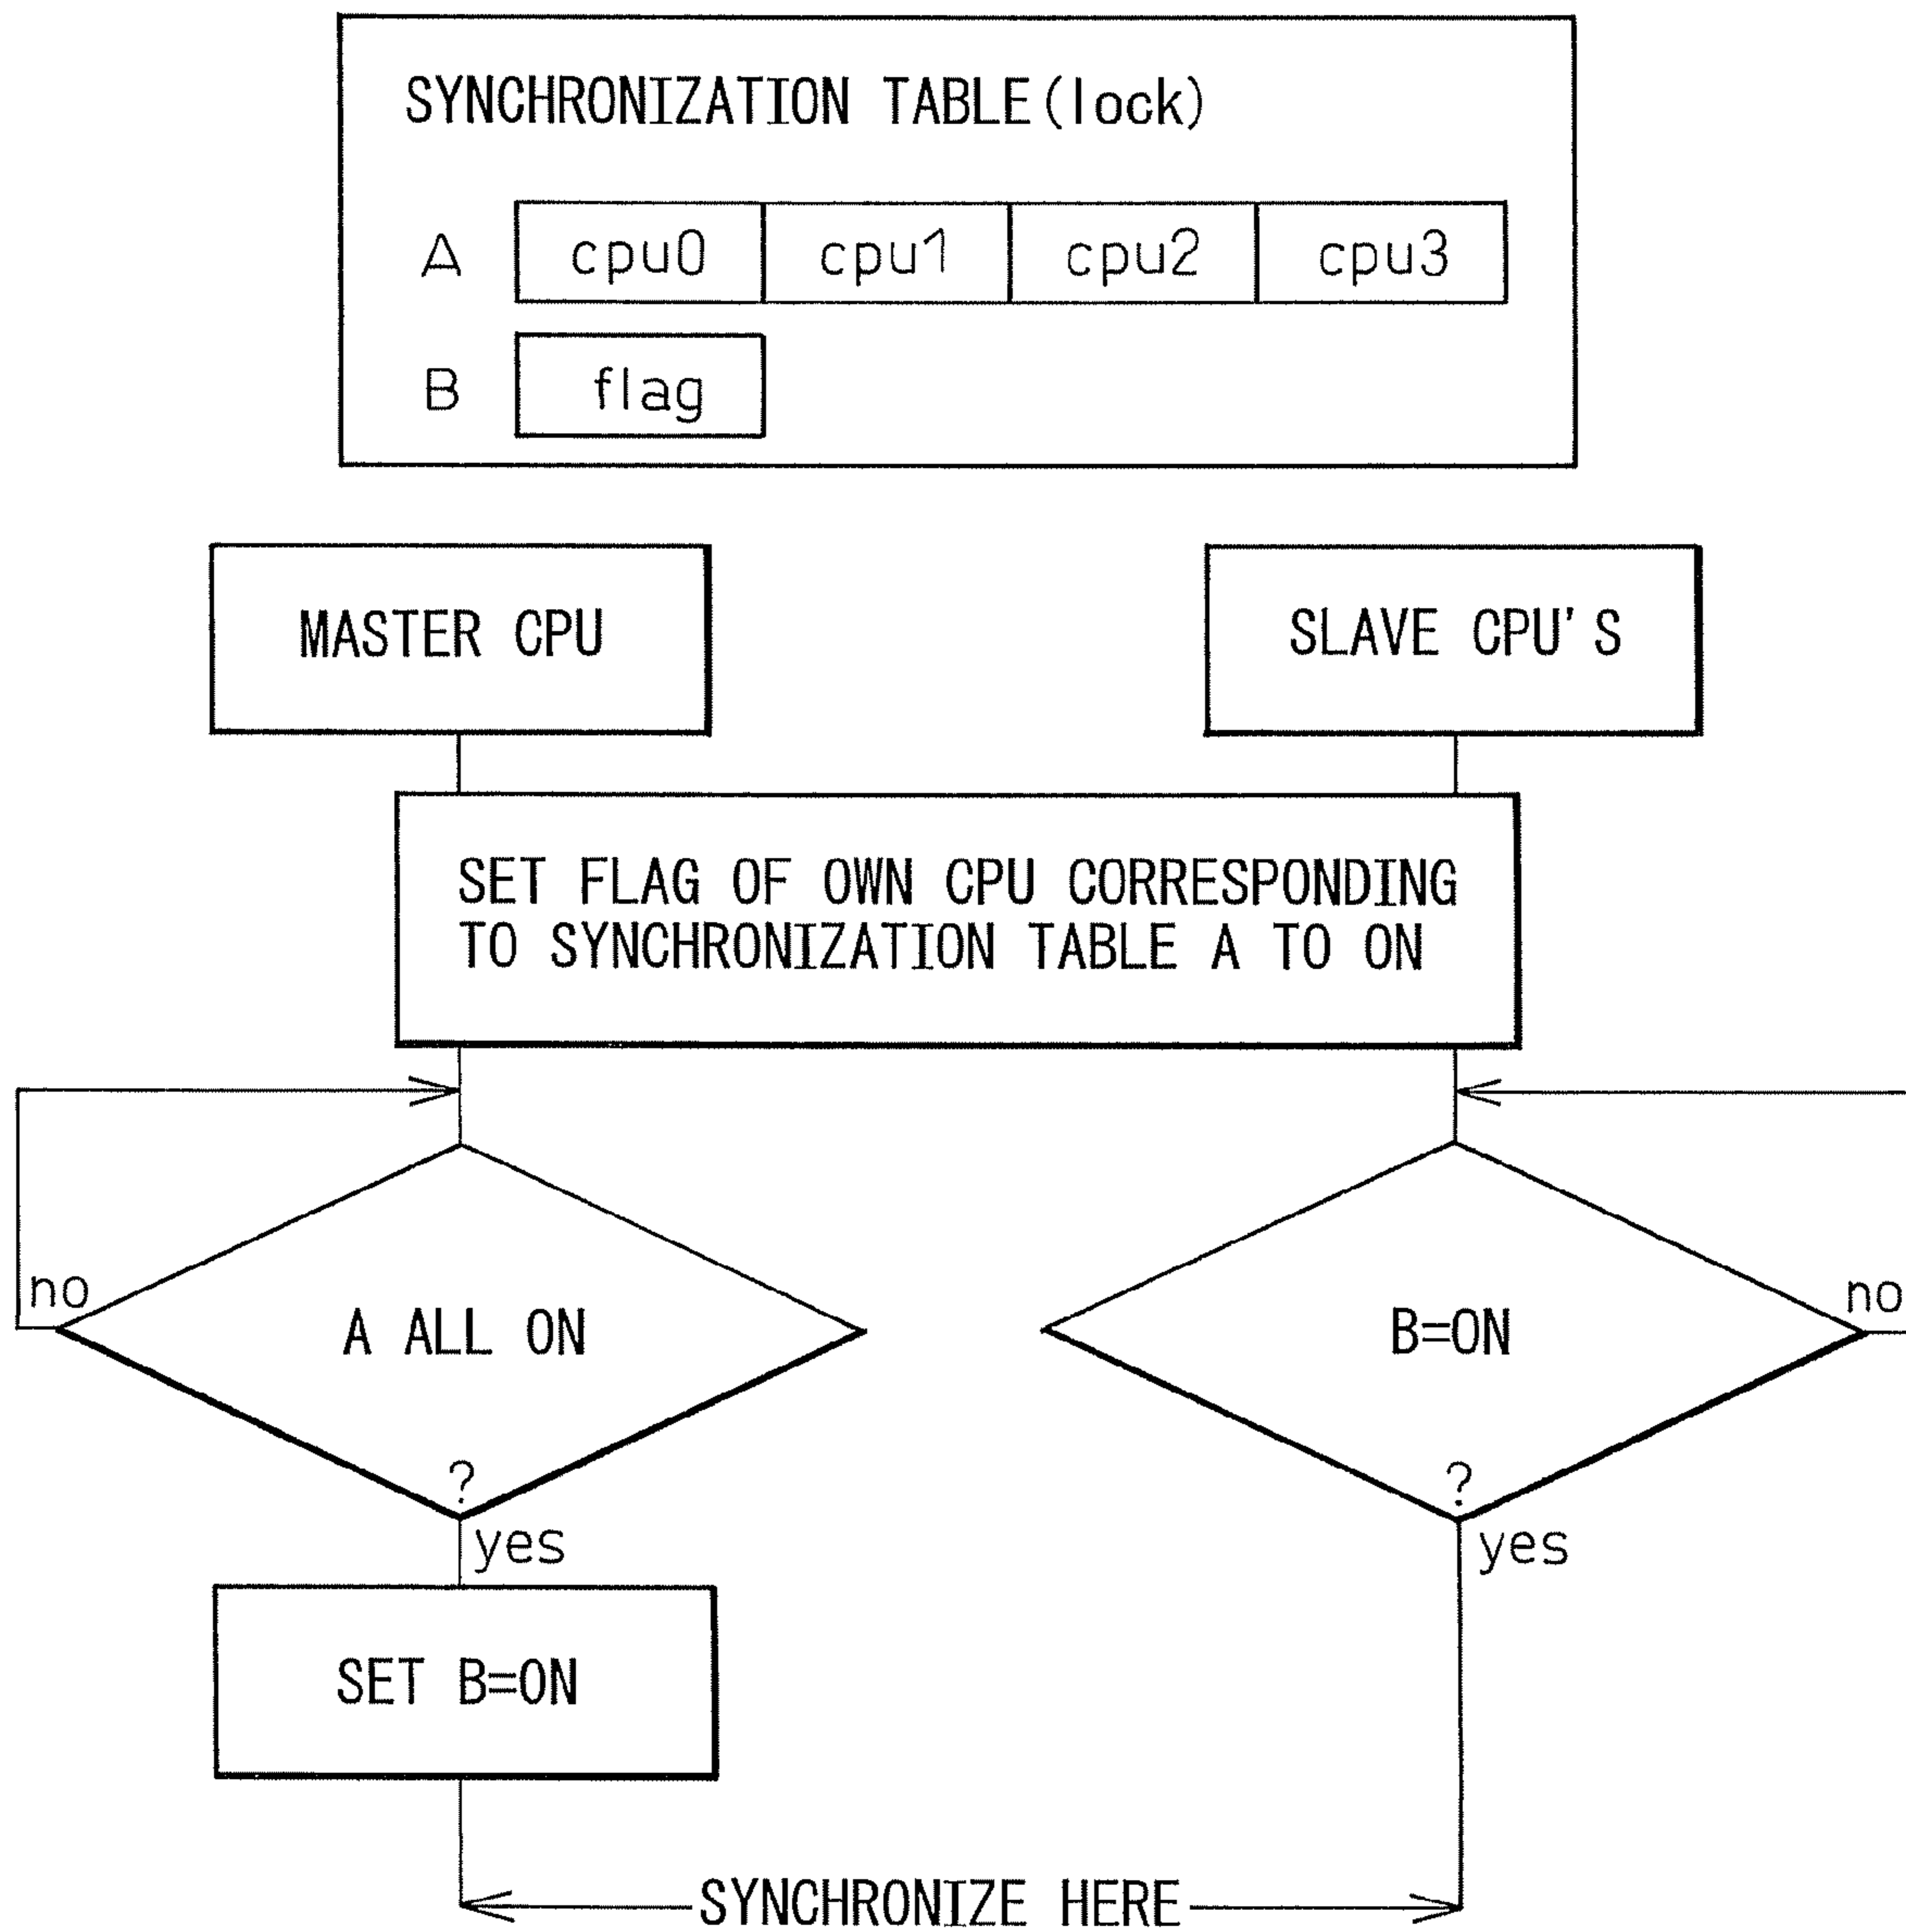 SYNCHRONIZATION TABLE(lock)
A cpu0 cpu1 cpu2 cpu3
B flag
MASTER CPU
SLAVE CPU'S
SET FLAG OF OWN CPU CORRESPONDING
TO SYNCHRONIZATION TABLE A TO ON
no
A ALL ON
?
yes
B=ON
no
?
yes
SET B=ON
SYNCHRONIZE HERE